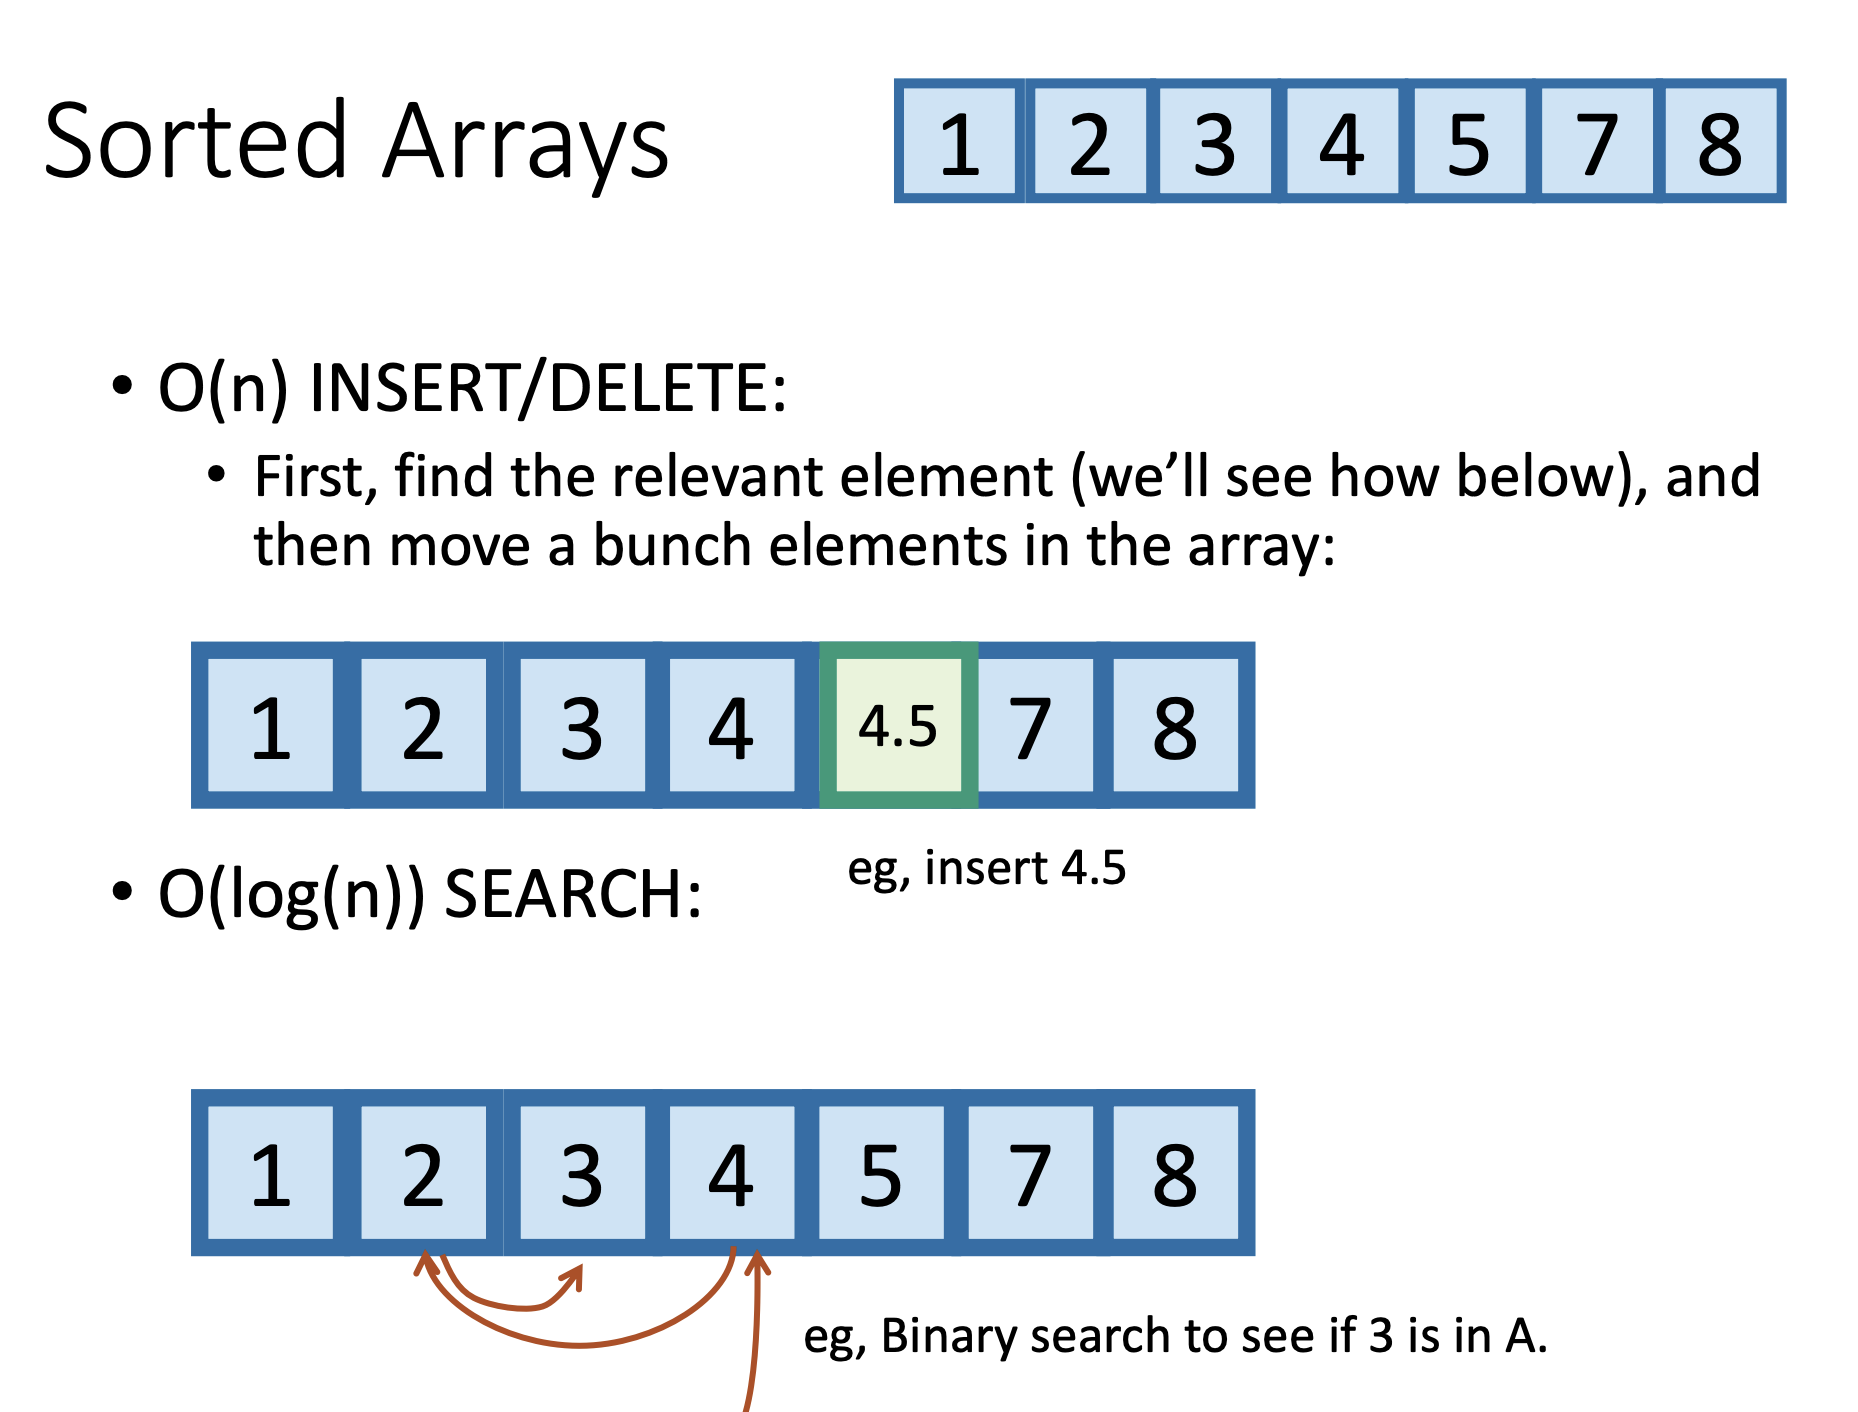 Sorted Arrays
1 2 3 4 5 7 8
• O(n) INSERT/DELETE:
• First, find the relevant element (we’ll see how below), and
then move a bunch elements in the array:
1 2 3 4 4.5 7 8
eg, insert 4.5
• O(log(n)) SEARCH:
1 2 3 4 5 7 8
eg, Binary search to see if 3 is in A.